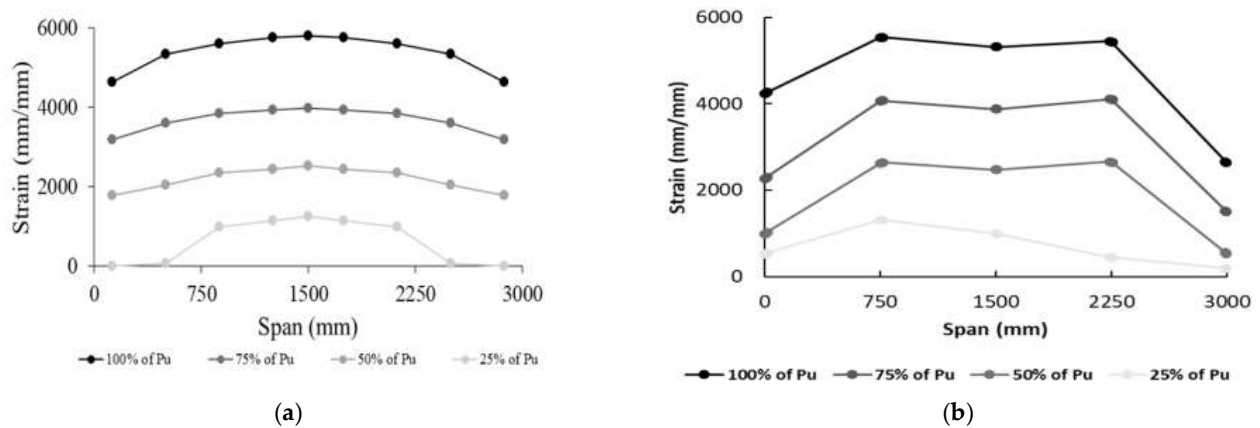 6000
4000
2000
0
Strain (mm/mm)
0 750 1500 2250 3000
Span (mm)
100% of Pu 75% of Pu 50% of Pu 25% of Pu
(a)
6000
4000
2000
0
Strain (mm/mm)
0 750 1500 2250 3000
Span (mm)
100% of Pu 75% of Pu 50% of Pu 25% of Pu
(b)